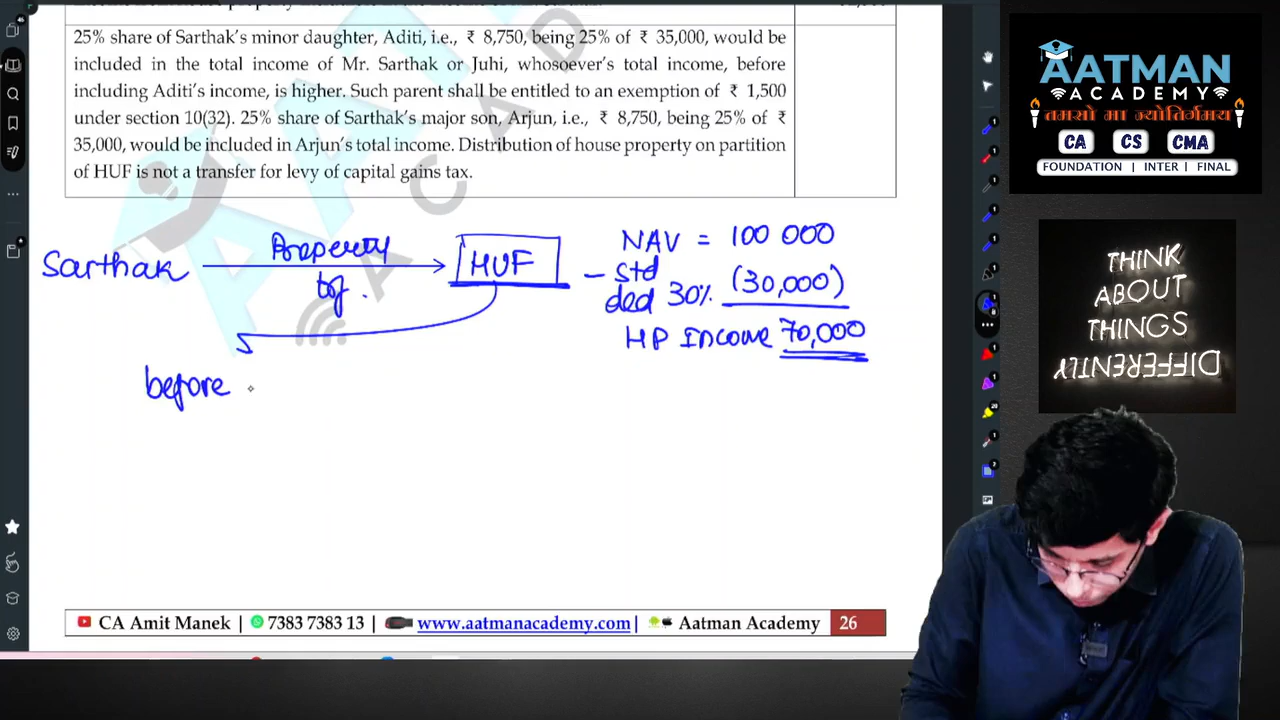 25% share of Sarthak's minor daughter, Aditi, i.e., ₹ 8,750, being 25% of ₹ 35,000, would be
included in the total income of Mr. Sarthak or Juhi, whosoever's total income, before
including Aditi's income, is higher. Such parent shall be entitled to an exemption of ₹ 1,500
under section 10(32). 25% share of Sarthak's major son, Arjun, i.e., ₹ 8,750, being 25% of ₹
35,000, would be included in Arjun's total income. Distribution of house property on partition
of HUF is not a transfer for levy of capital gains tax.
Sarthak
Property
tof.
HUF
NAV = 100 000
- Std
ded 30% (30,000)
HP Income 70,000
before
CA Amit Manek | 7383 7383 13 | www.aatmanacademy.com | Aatman Academy 26
AATMAN
ACADEMY
तमसो मा ज्योतिर्गमय
CA CS CMA
FOUNDATION | INTER | FINAL
THINK
ABOUT
THINGS
DIFFERENTLY